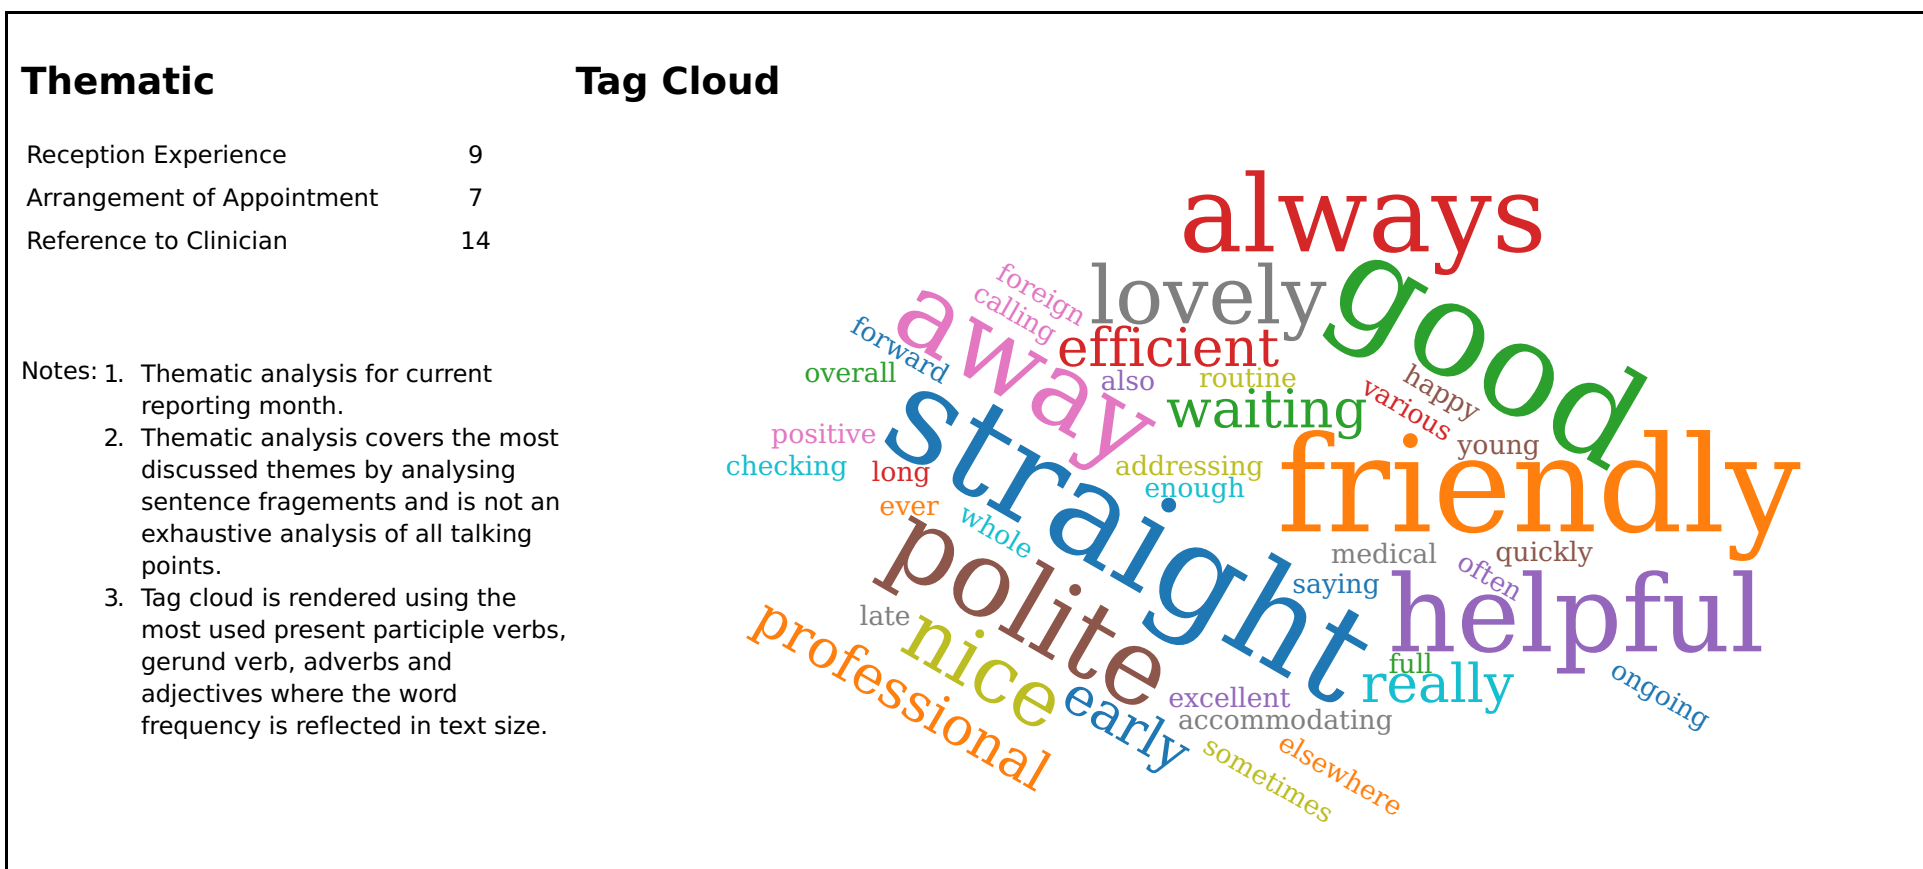 Thematic
Tag Cloud
Reception Experience 9
Arrangement of Appointment 7
Reference to Clinician 14
Notes: 1. Thematic analysis for current
reporting month.
2. Thematic analysis covers the most
discussed themes by analysing
sentence fragements and is not an
exhaustive analysis of all talking
points.
3. Tag cloud is rendered using the
most used present participle verbs,
gerund verb, adverbs and
adjectives where the word
frequency is reflected in text size.
always
lovely
good
foreign
calling
away
efficient
forward
overall
also
routine
waiting
happy
various
young
straight
positive
checking
long
addressing
enough
friendly
ever
whole
polite
medical
quickly
often
saying
helpful
late
nice
professional
early
excellent
accommodating
full
really
ongoing
sometimes
elsewhere